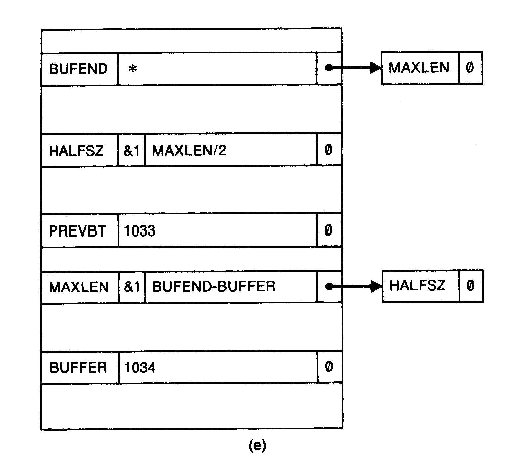 BUFEND * MAXLEN Ø
HALFSZ &1 MAXLEN/2 Ø
PREVBT 1033 Ø
MAXLEN &1 BUFEND-BUFFER HALFSZ Ø
BUFFER 1034 Ø
(e)